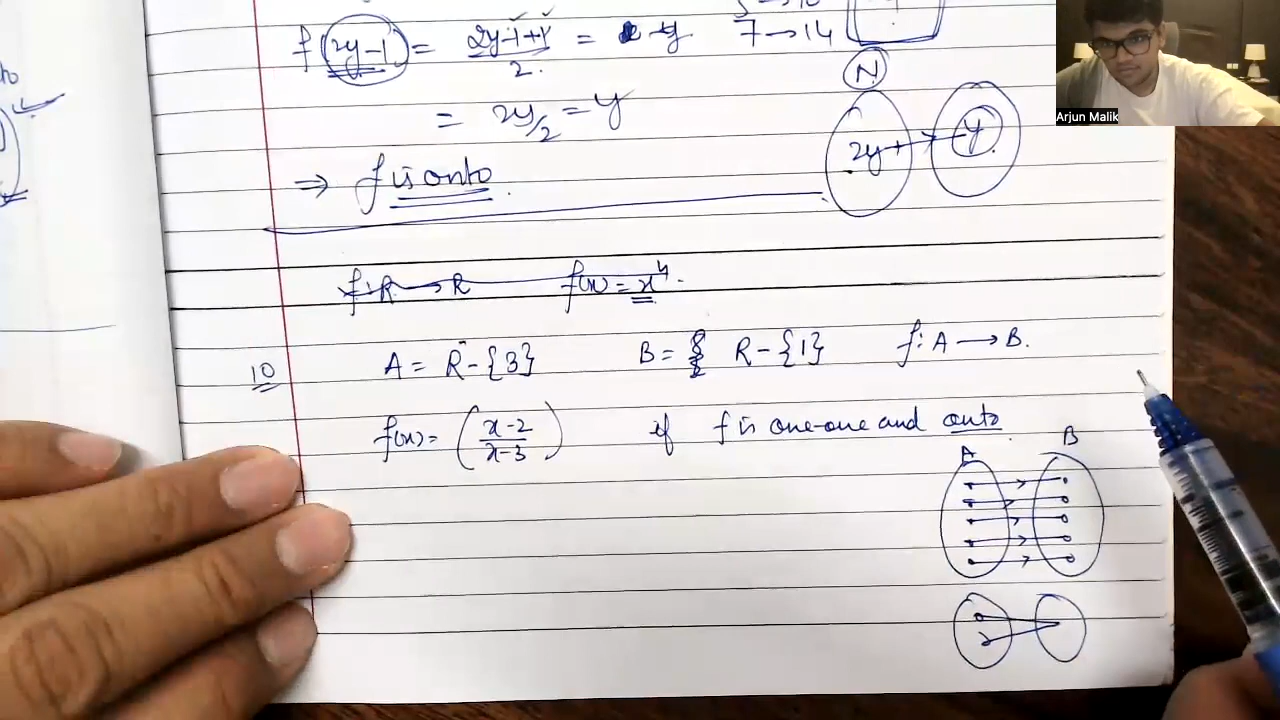 f(2y-1) = 2y-1+1/2 = y 7→14
Arjun Malik
N
= 2y/2 = y
2y+ y
⇒ f is onto.
f: R → R f(x) = x⁴.
10 A = R - {3} B = R - {1} f: A → B.
f(x) = (x-2/x-3) if f is one-one and onto.
A B